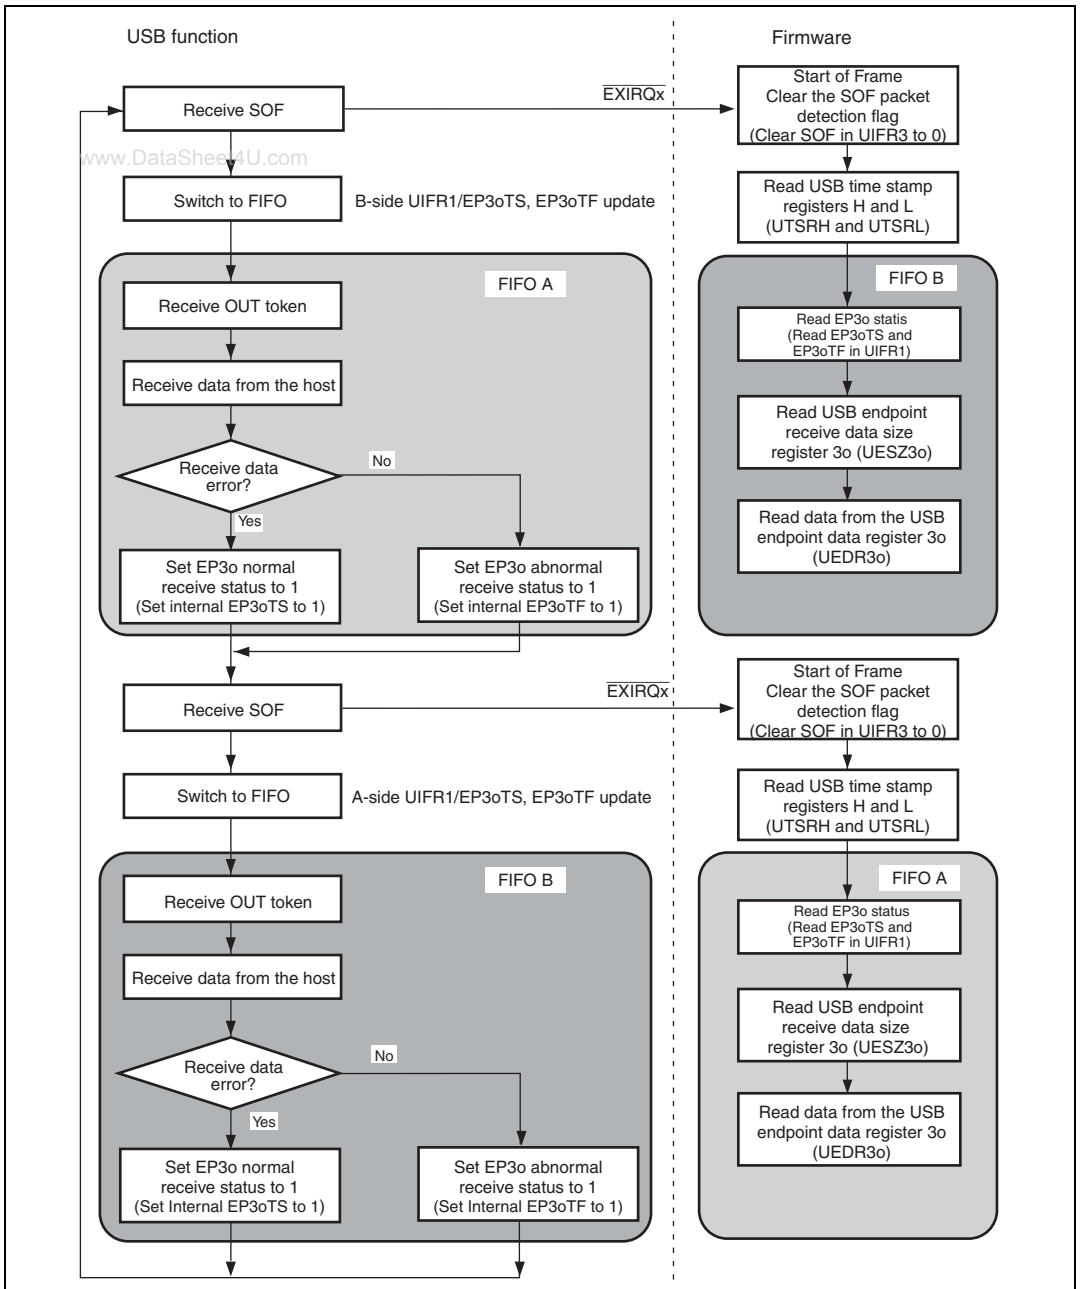 USB function
Firmware
Receive SOF
EXIRQx
Start of Frame
Clear the SOF packet
detection flag
(Clear SOF in UIFR3 to 0)
www.DataSheet4U.com
Switch to FIFO
B-side UIFR1/EP3oTS, EP3oTF update
Read USB time stamp
registers H and L
(UTSRH and UTSRL)
FIFO A
Receive OUT token
Receive data from the host
Receive data
error?
No
Yes
Set EP3o normal
receive status to 1
(Set internal EP3oTS to 1)
Set EP3o abnormal
receive status to 1
(Set internal EP3oTF to 1)
FIFO B
Read EP3o statis
(Read EP3oTS and
EP3oTF in UIFR1)
Read USB endpoint
receive data size
register 3o (UESZ3o)
Read data from the USB
endpoint data register 3o
(UEDR3o)
Receive SOF
EXIRQx
Start of Frame
Clear the SOF packet
detection flag
(Clear SOF in UIFR3 to 0)
Switch to FIFO
A-side UIFR1/EP3oTS, EP3oTF update
Read USB time stamp
registers H and L
(UTSRH and UTSRL)
FIFO B
Receive OUT token
Receive data from the host
Receive data
error?
No
Yes
Set EP3o normal
receive status to 1
(Set Internal EP3oTS to 1)
Set EP3o abnormal
receive status to 1
(Set Internal EP3oTF to 1)
FIFO A
Read EP3o status
(Read EP3oTS and
EP3oTF in UIFR1)
Read USB endpoint
receive data size
register 3o (UESZ3o)
Read data from the USB
endpoint data register 3o
(UEDR3o)